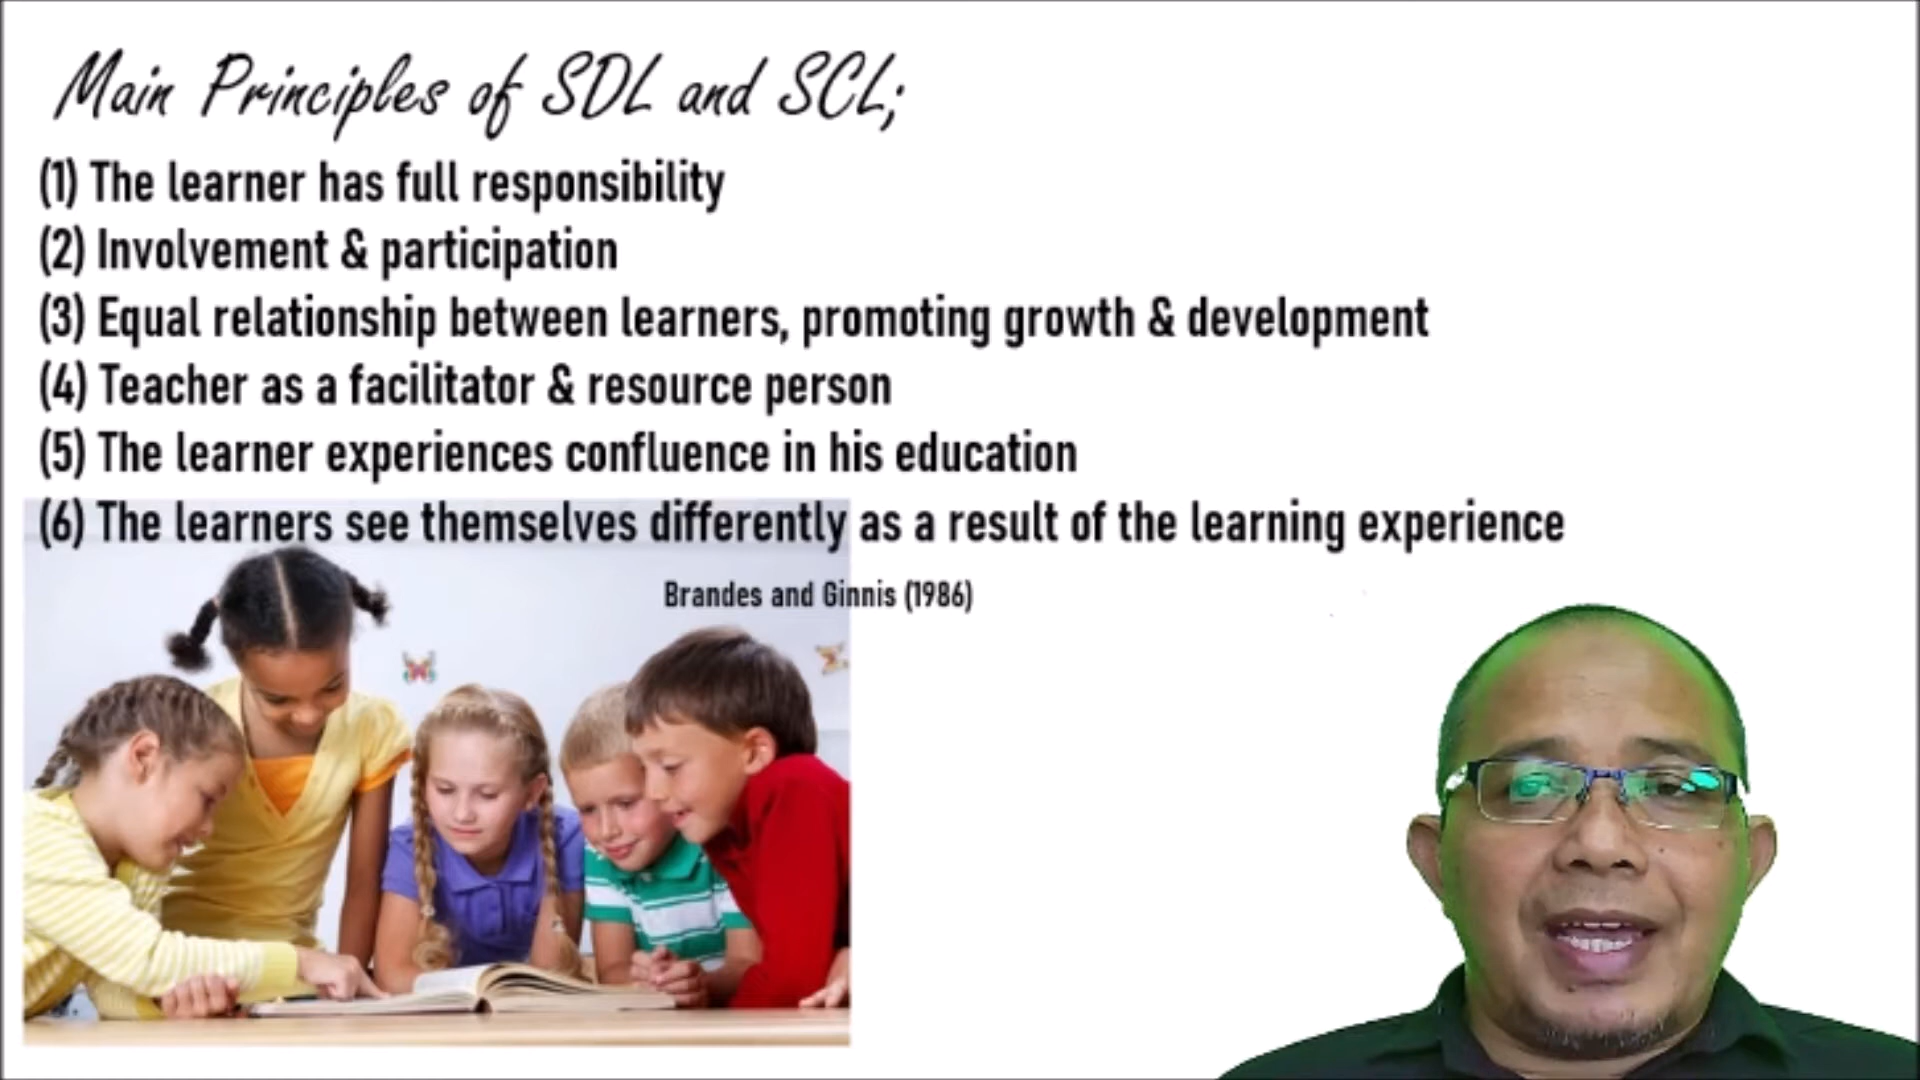 Main Principles of SDL and SCL;
(1) The learner has full responsibility
(2) Involvement & participation
(3) Equal relationship between learners, promoting growth & development
(4) Teacher as a facilitator & resource person
(5) The learner experiences confluence in his education
(6) The learners see themselves differently as a result of the learning experience
Brandes and Ginnis (1986)